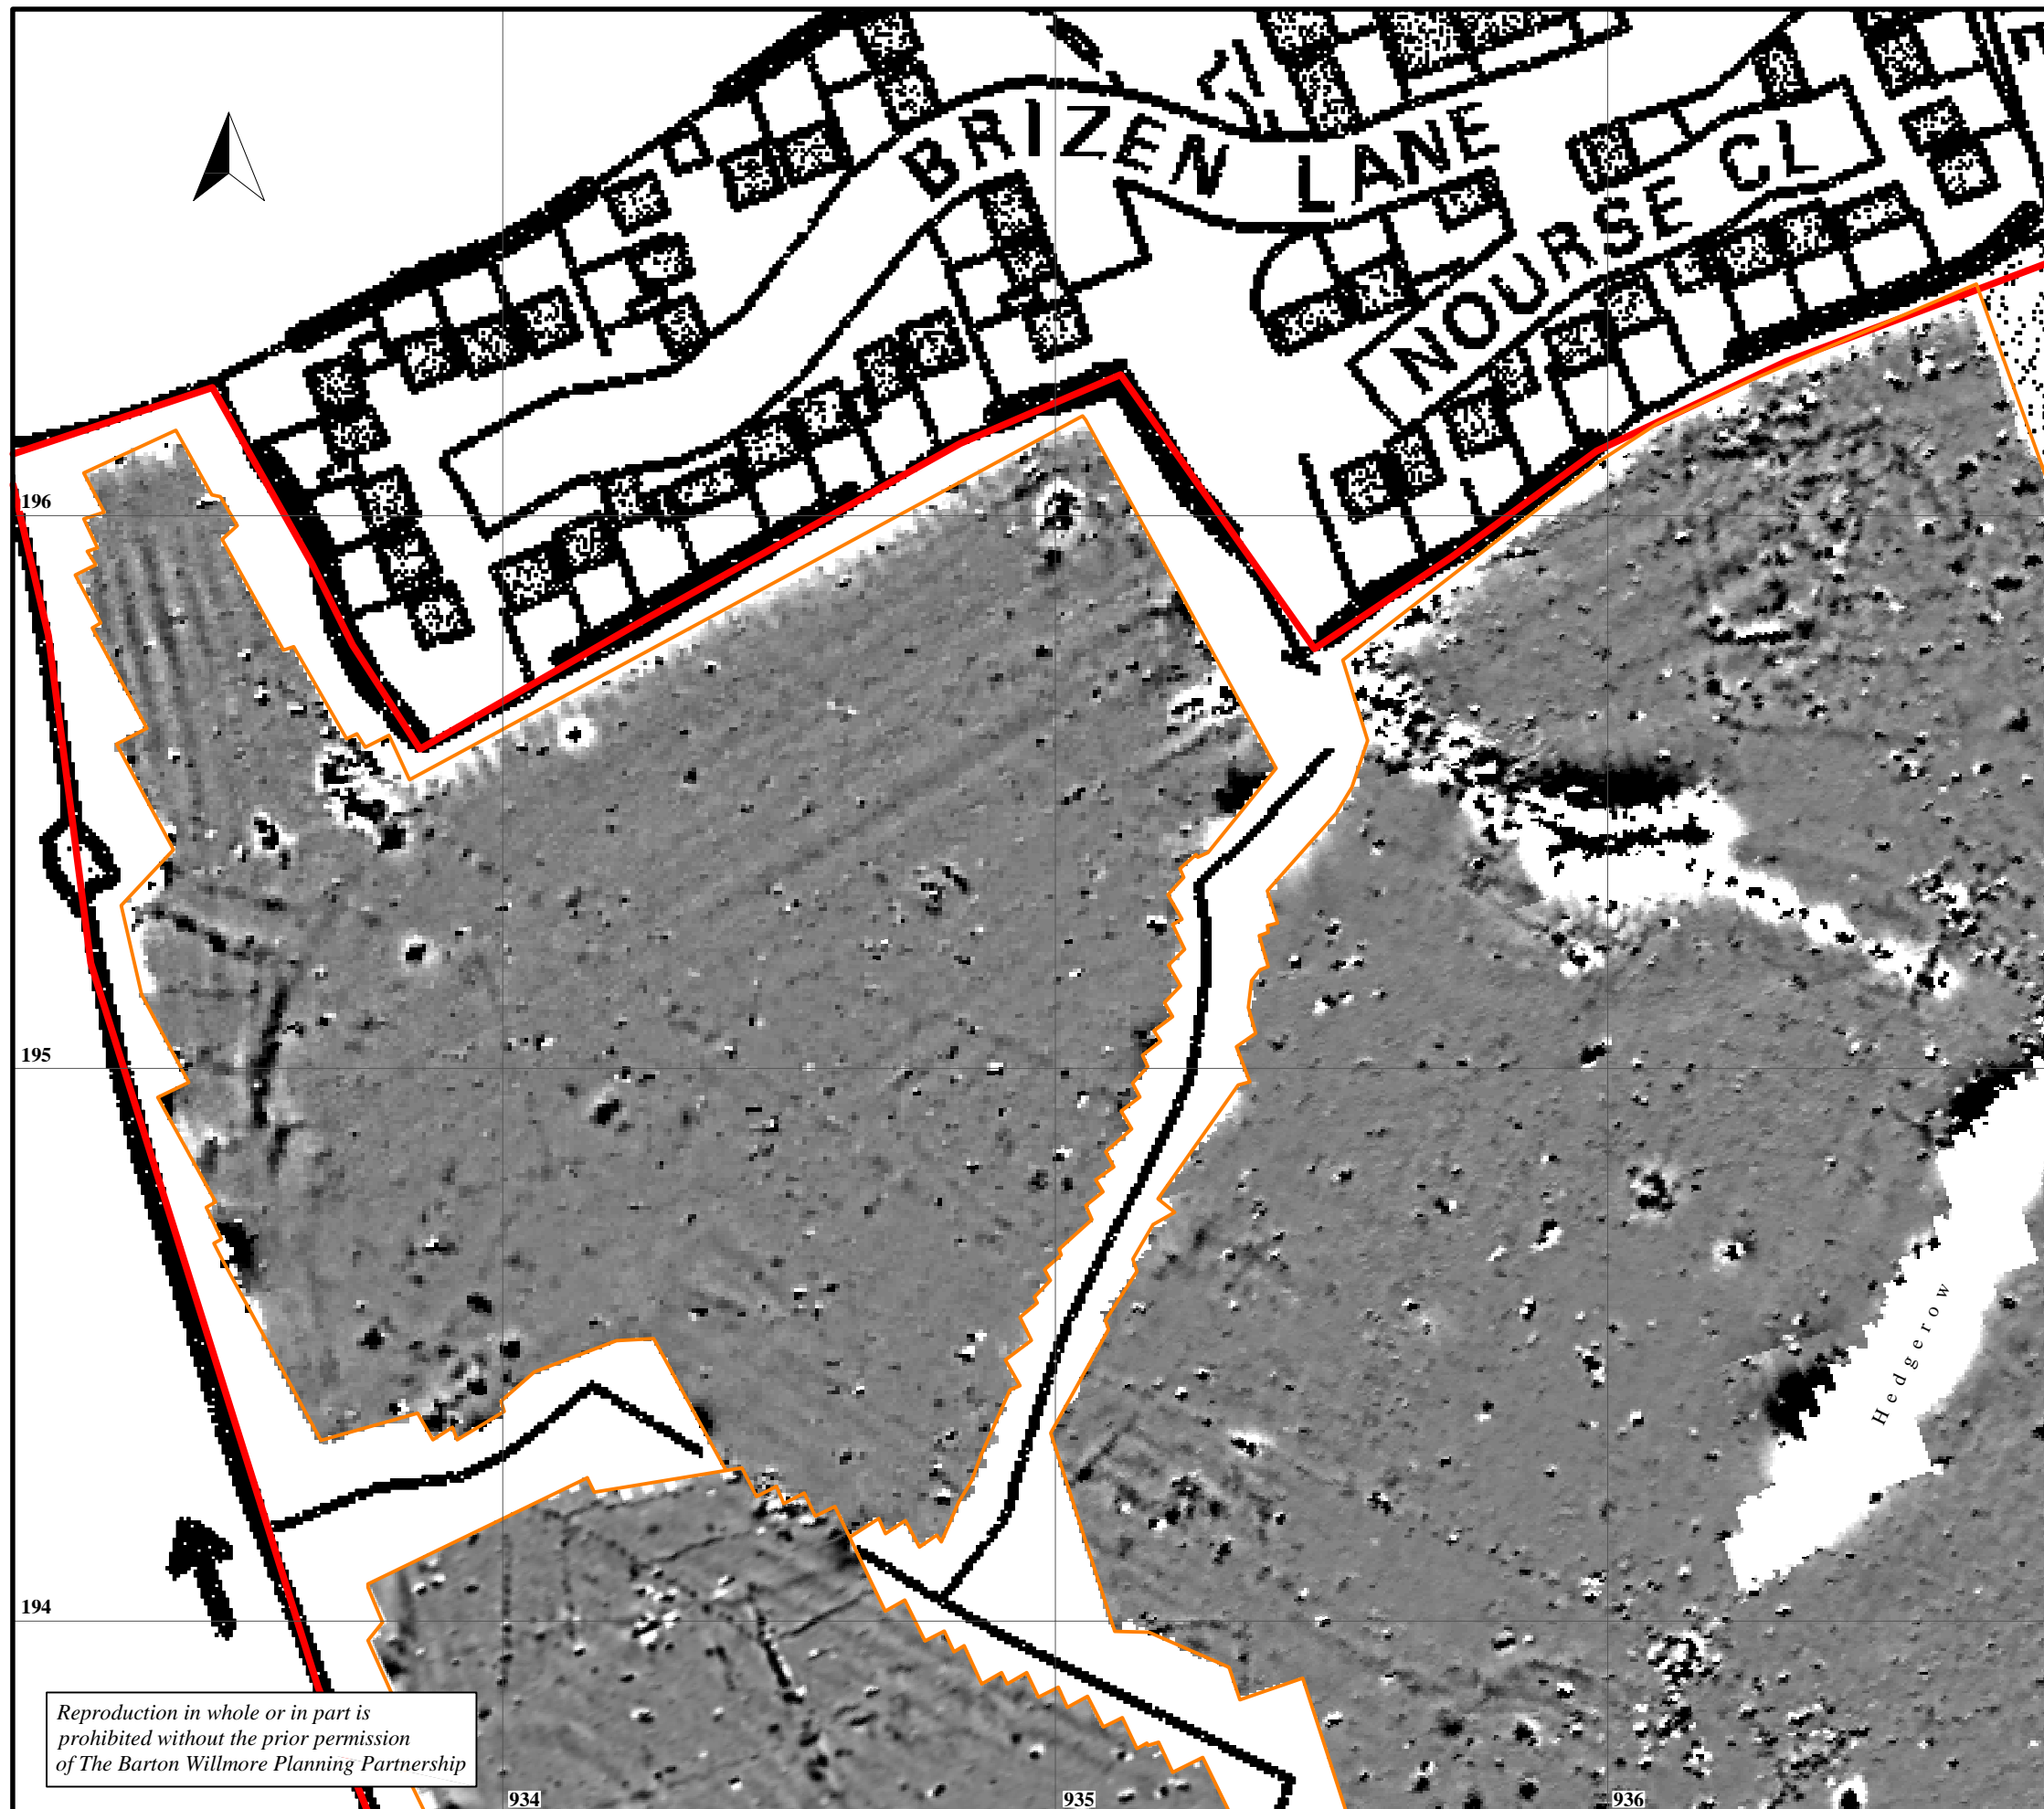 BRIZEN LANE
NOURSE CL
196
195
Hedgerow
194
Reproduction in whole or in part is
prohibited without the prior permission
of The Barton Willmore Planning Partnership
934
935
936